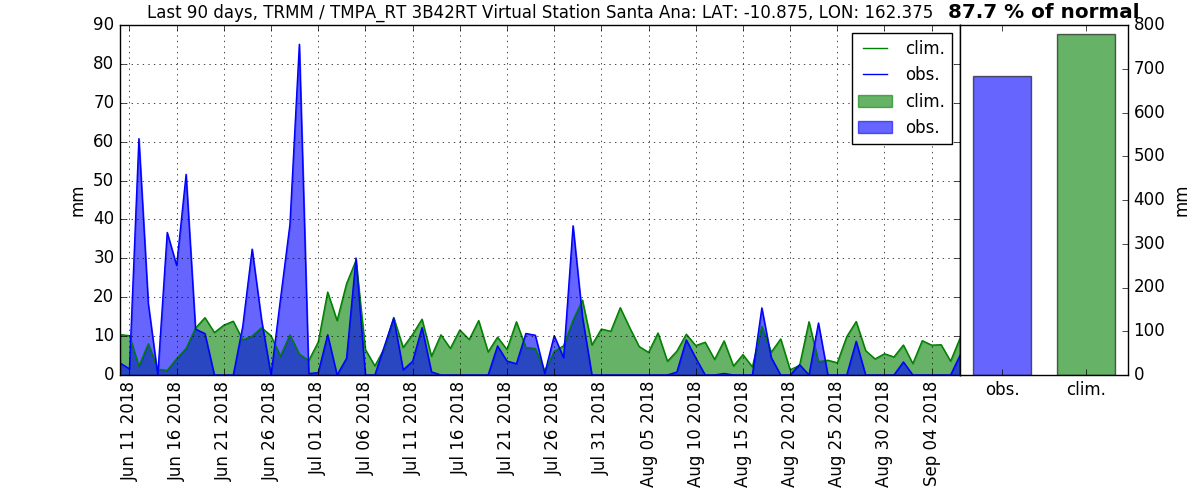 Last 90 days, TRMM / TMPA_RT 3B42RT Virtual Station Santa Ana: LAT: -10.875, LON: 162.375 87.7 % of normal
90
80
70
60
50
40
30
20
10
0
mm
clim.
obs.
clim.
obs.
Jun 11 2018
Jun 16 2018
Jun 21 2018
Jun 26 2018
Jul 01 2018
Jul 06 2018
Jul 11 2018
Jul 16 2018
Jul 21 2018
Jul 26 2018
Jul 31 2018
Aug 05 2018
Aug 10 2018
Aug 15 2018
Aug 20 2018
Aug 25 2018
Aug 30 2018
Sep 04 2018
800
700
600
500
400
300
200
100
0
mm
obs. clim.